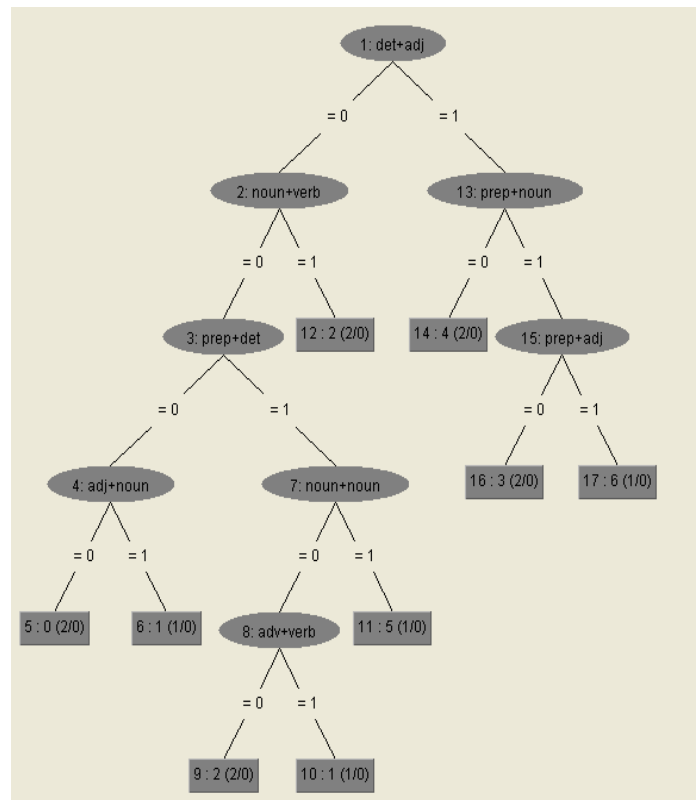 1: det+adj
= 0 = 1
2: noun+verb 13: prep+noun
= 0 = 1 = 0 = 1
3: prep+det 12 : 2 (2/0) 14 : 4 (2/0) 15: prep+adj
= 0 = 1 = 0 = 1
4: adj+noun 7: noun+noun 16 : 3 (2/0) 17 : 6 (1/0)
= 0 = 1 = 0 = 1
5 : 0 (2/0) 6 : 1 (1/0) 8: adv+verb 11 : 5 (1/0)
= 0 = 1
9 : 2 (2/0) 10 : 1 (1/0)